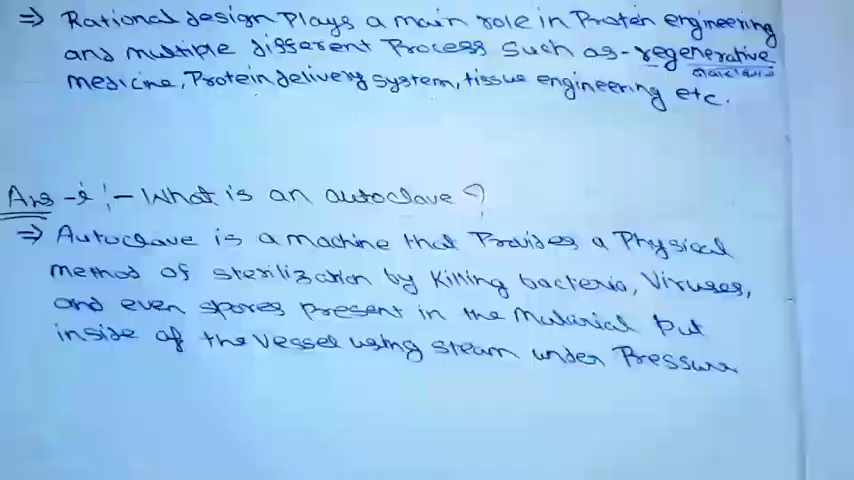 ⇒ Rational design Plays a main role in Protein engineering
and multiple different Process such as - regenerative
medicine, Protein delivery system, tissue engineering etc.
Ans - i :- What is an autoclave ?
⇒ Autoclave is a machine that Provides a Physical
method of sterilization by killing bacteria, Viruses,
and even spores present in the Material put
inside of the vessel using steam under Pressure